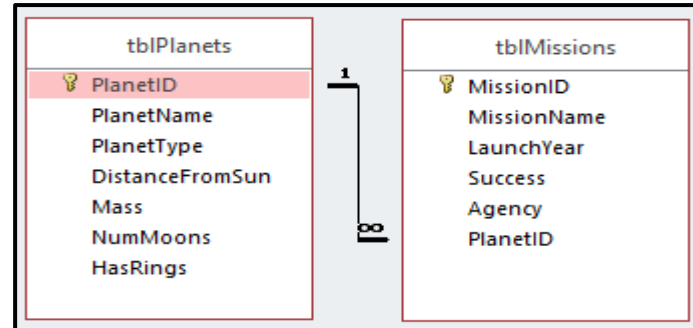 tblPlanets
PlanetID
PlanetName
PlanetType
DistanceFromSun
Mass
NumMoons
HasRings
1
∞
tblMissions
MissionID
MissionName
LaunchYear
Success
Agency
PlanetID